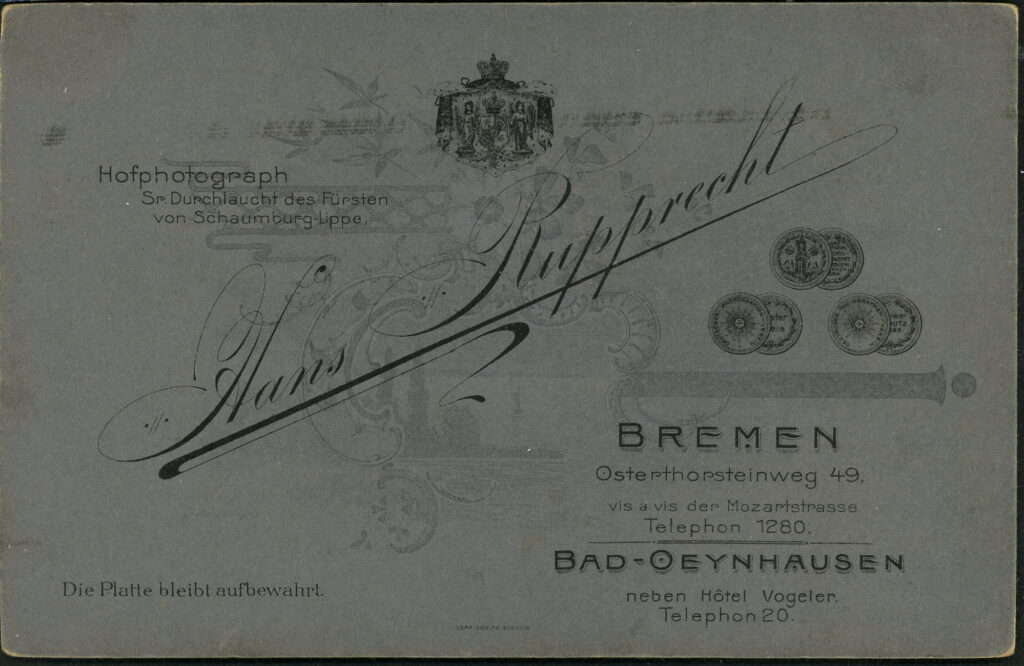 Hofphotograph
Sr. Durchlaucht des Fürsten
von Schaumburg-Lippe.
Hans Rupprecht
BREMEN
Osterthorsteinweg 49.
vis a vis der Mozartstrasse
Telephon 1280.
BAD-OEYNHAUSEN
neben Hôtel Vogeler.
Telephon 20.
Die Platte bleibt aufbewahrt.